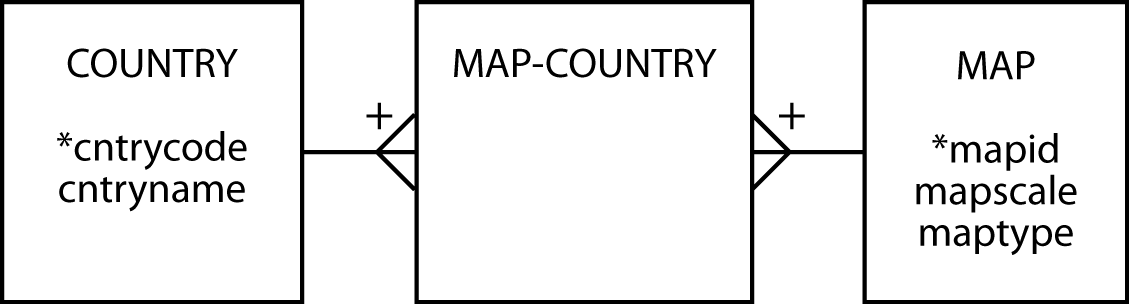 COUNTRY
*cntrycode
cntryname
+
MAP-COUNTRY
+
MAP
*mapid
mapscale
maptype